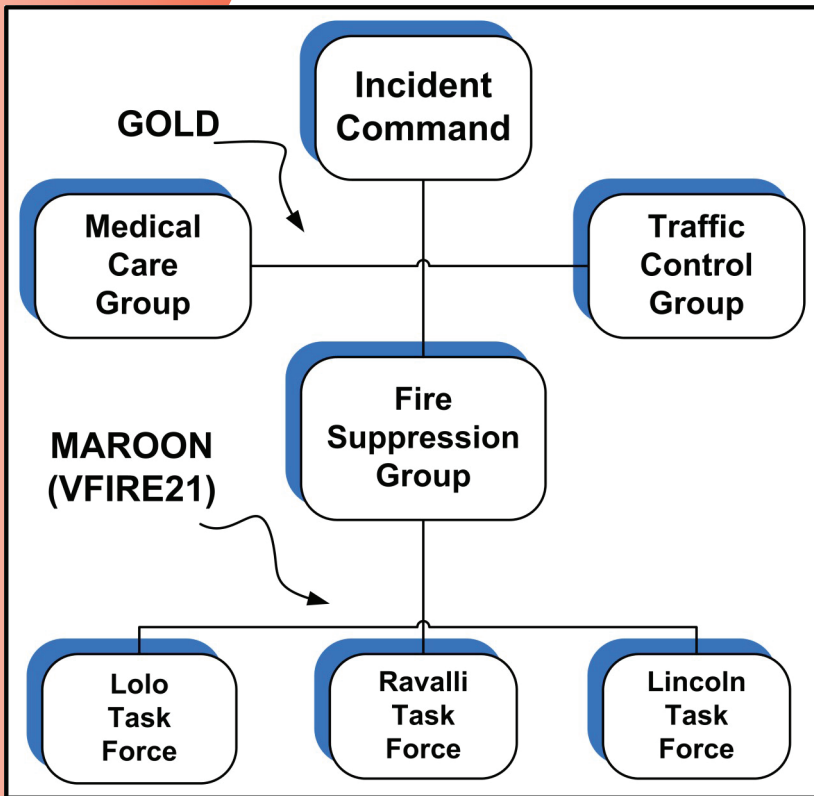 Incident
Command
GOLD
Medical
Care
Group
Traffic
Control
Group
Fire
Suppression
Group
MAROON
(VFIRE21)
Lolo
Task
Force
Ravalli
Task
Force
Lincoln
Task
Force